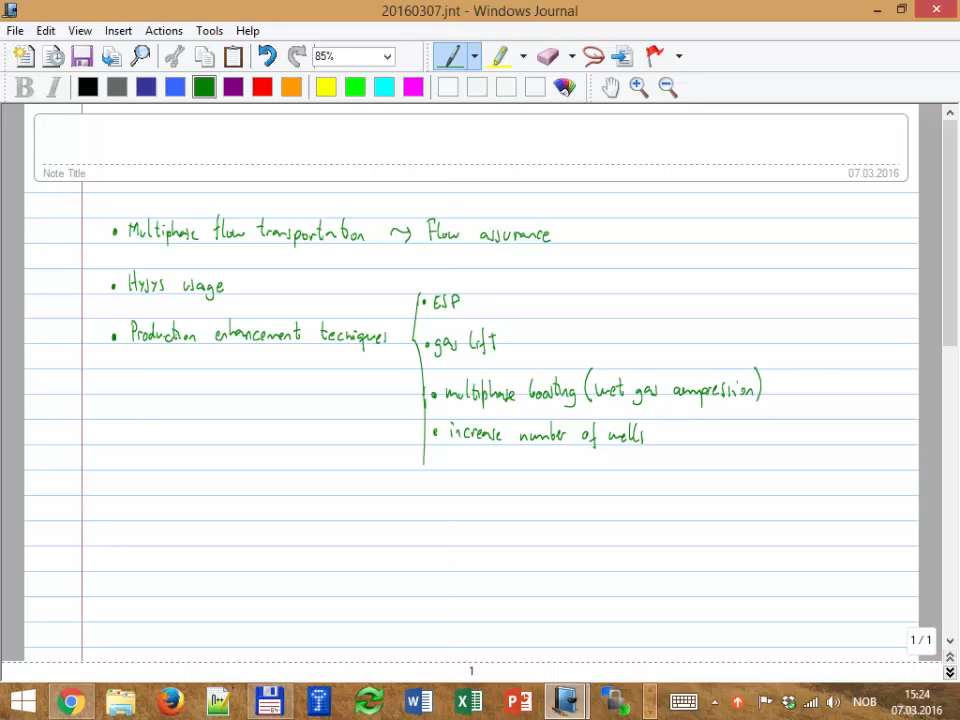 20160307.jnt - Windows Journal
File Edit View Insert Actions Tools Help
85%
B I
Note Title
07.03.2016
• Multiphase flow transportation ⇝ Flow assurance
• Hysys usage
• Production enhancement tecniques
• ESP
• gas lift
• multiphase boosting (wet gas compression)
• increase number of wells
1 / 1
1
NOB
15:24
07.03.2016